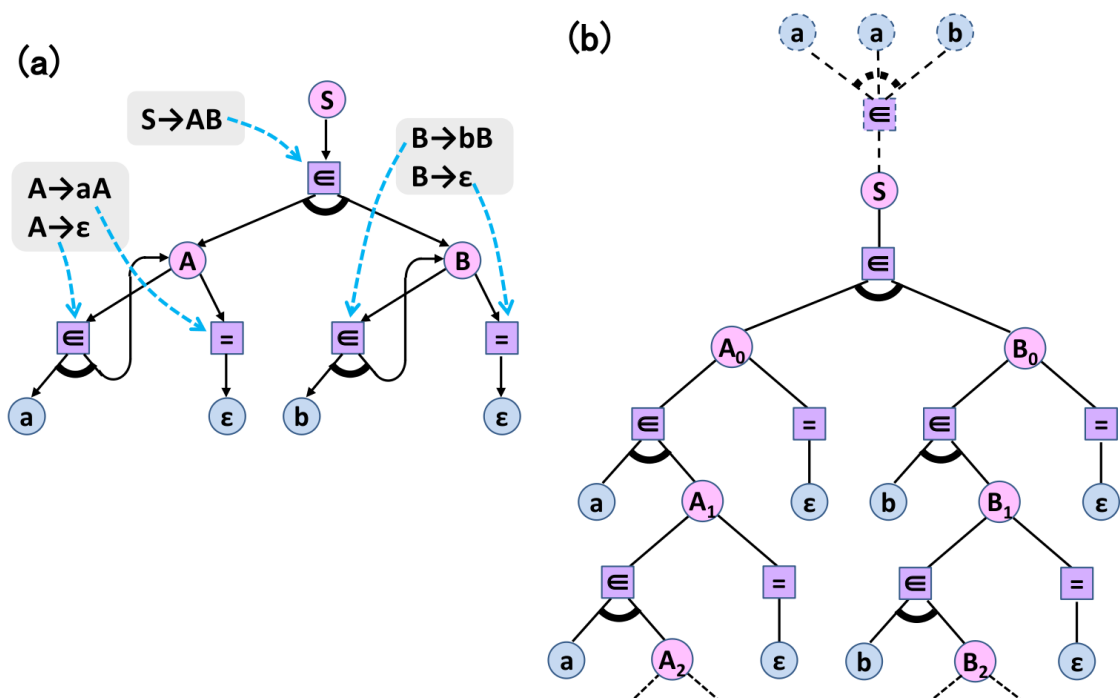 (a)
S
S→AB
∈
B→bB
B→ε
A→aA
A→ε
A
B
∈
=
∈
=
a
ε
b
ε
(b)
a
a
b
∈
S
∈
A₀
B₀
∈
=
∈
=
a
A₁
ε
b
B₁
ε
∈
=
∈
=
a
A₂
ε
b
B₂
ε